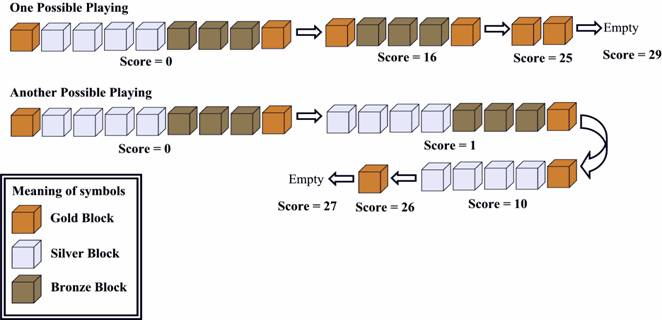 One Possible Playing
Empty
Score = 0
Score = 16
Score = 25
Score = 29
Another Possible Playing
Score = 0
Score = 1
Empty
Score = 27
Score = 26
Score = 10
Meaning of symbols
Gold Block
Silver Block
Bronze Block